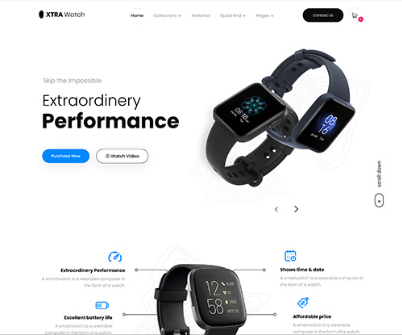 XTRA Watch
Home Collections Watches Quick find Pages
Contact us
Skip the Impossible
Extraordinery
Performance
Purchase Now
Watch Video
scroll down
Extraordinery Performance
A smartwatch is a wearable computer in
the form of a watch.
Shows time & date
A smartwatch is a wearable computer in
the form of a watch.
Excellent battery life
A smartwatch is a wearable
computer in the form of a watch.
Affordable price
A smartwatch is a wearable
computer in the form of a watch.